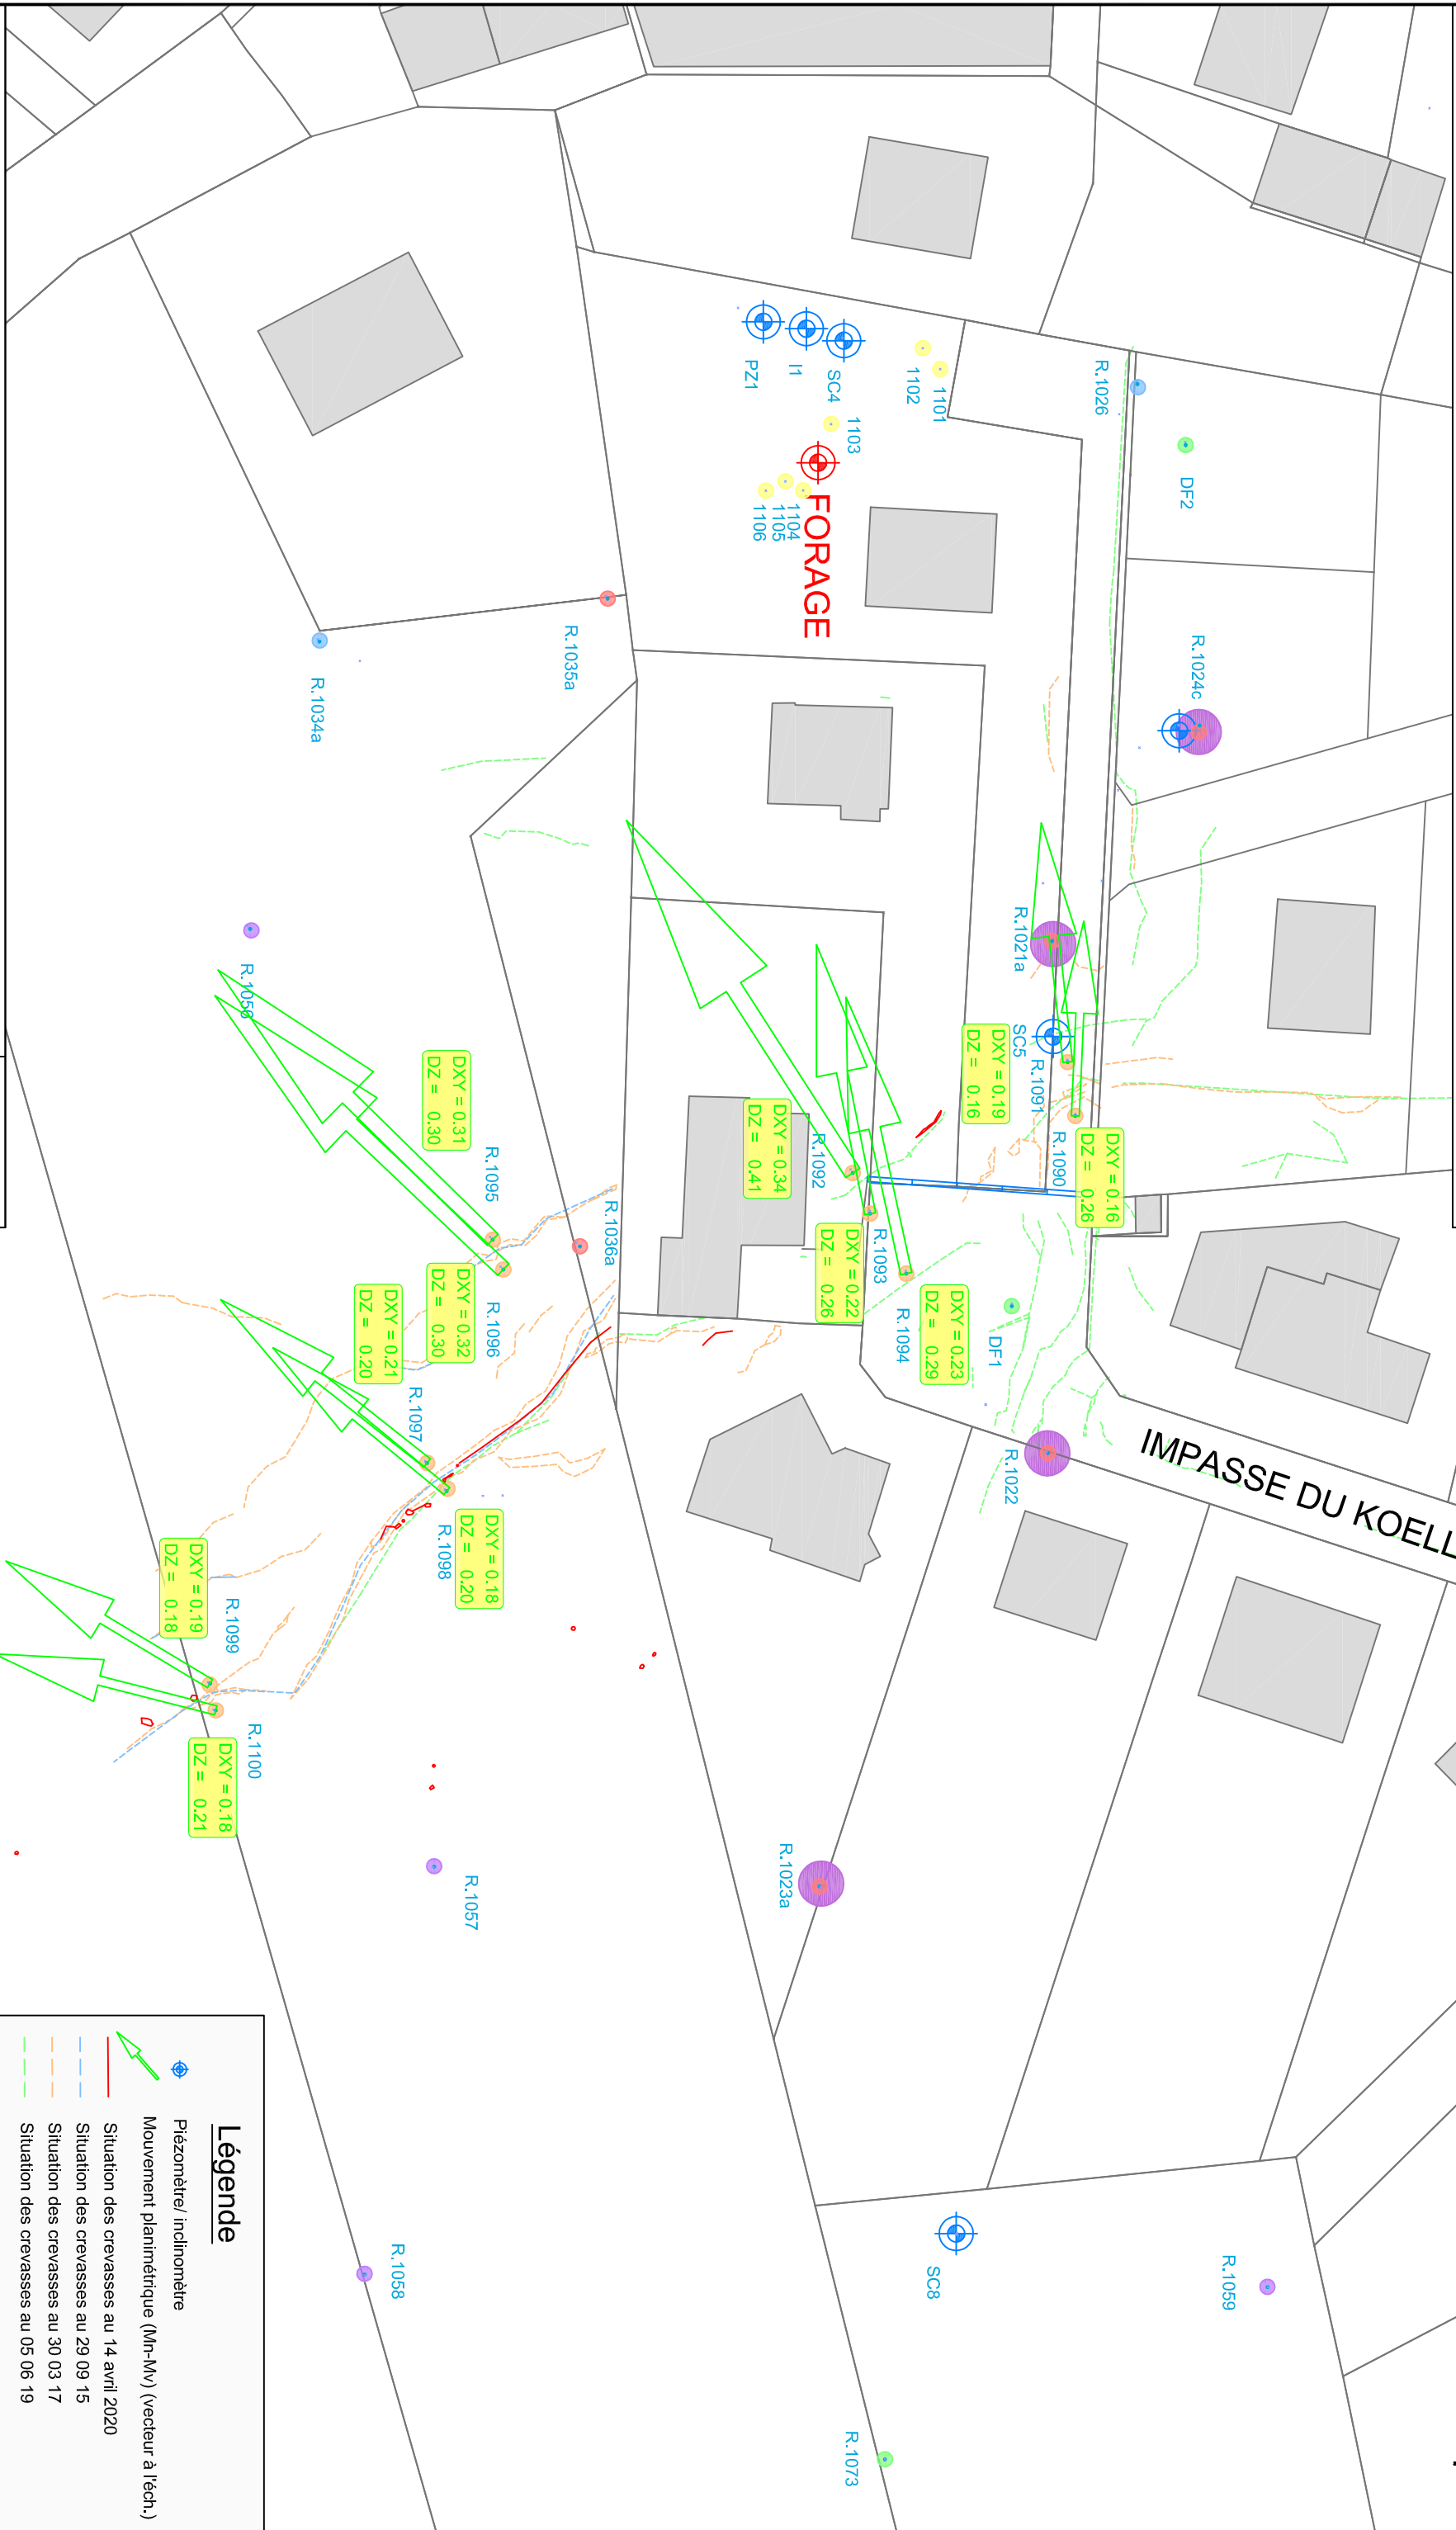 R.1026
DF2
R.1024c
1101
1102
SC4
I1
PZ1
1103
1104
1105
1106
FORAGE
R.1035a
R.1034a
R.1021a
R.1056
SC5
R.1091
DXY = 0.19
DZ = 0.16
R.1090
DXY = 0.16
DZ = 0.26
R.1092
DXY = 0.34
DZ = 0.41
R.1093
DXY = 0.22
DZ = 0.26
R.1094
DXY = 0.23
DZ = 0.29
DF1
R.1095
DXY = 0.31
DZ = 0.30
R.1036a
R.1096
DXY = 0.32
DZ = 0.30
R.1097
DXY = 0.21
DZ = 0.20
R.1022
IMPASSE DU KOELL
R.1098
DXY = 0.18
DZ = 0.20
R.1099
DXY = 0.19
DZ = 0.18
R.1100
DXY = 0.18
DZ = 0.21
R.1023a
R.1057
R.1058
SC8
R.1059
R.1073
Légende
Piézomètre/ inclinomètre
Mouvement planimétrique (Mn-Mv) (vecteur à l'éch.)
Situation des crevasses au 14 avril 2020
Situation des crevasses au 29 09 15
Situation des crevasses au 30 03 17
Situation des crevasses au 05 06 19